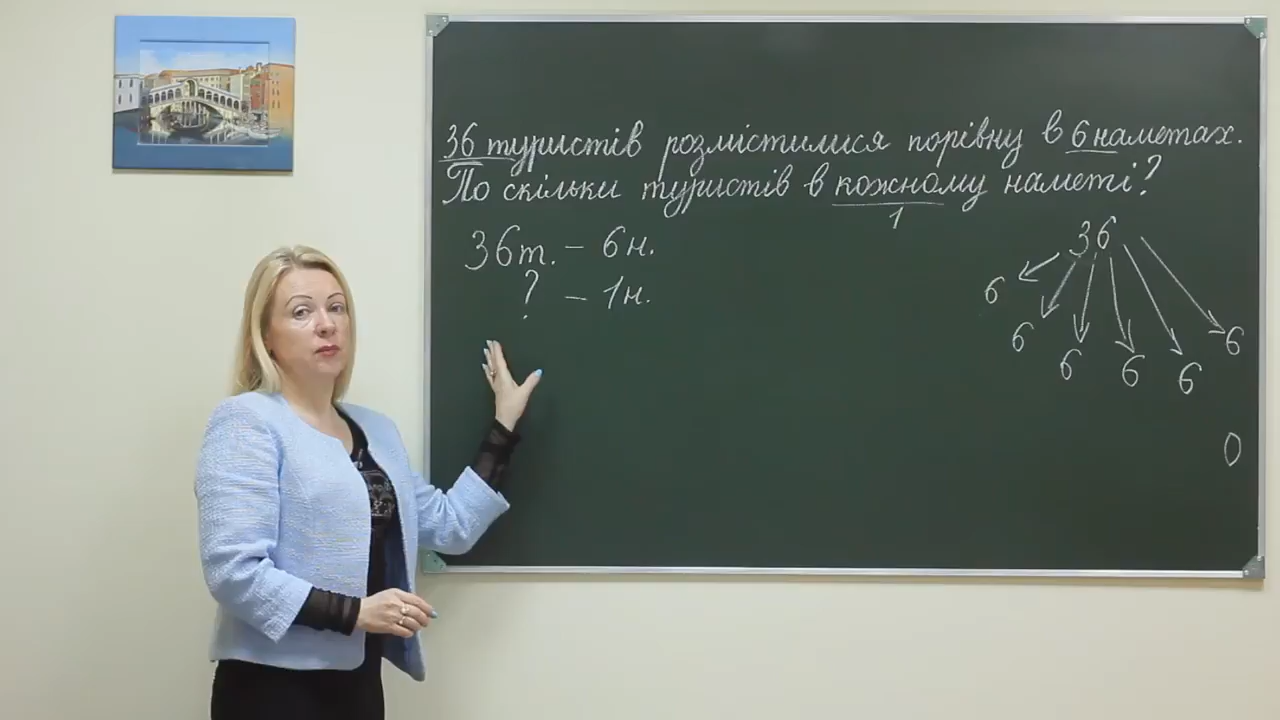 36 туристів розмістилися порівну в 6 наметах.
По скільки туристів в кожному наметі?
1
36т. – 6н.
? – 1н.
36
6 6 6 6 6 6
0